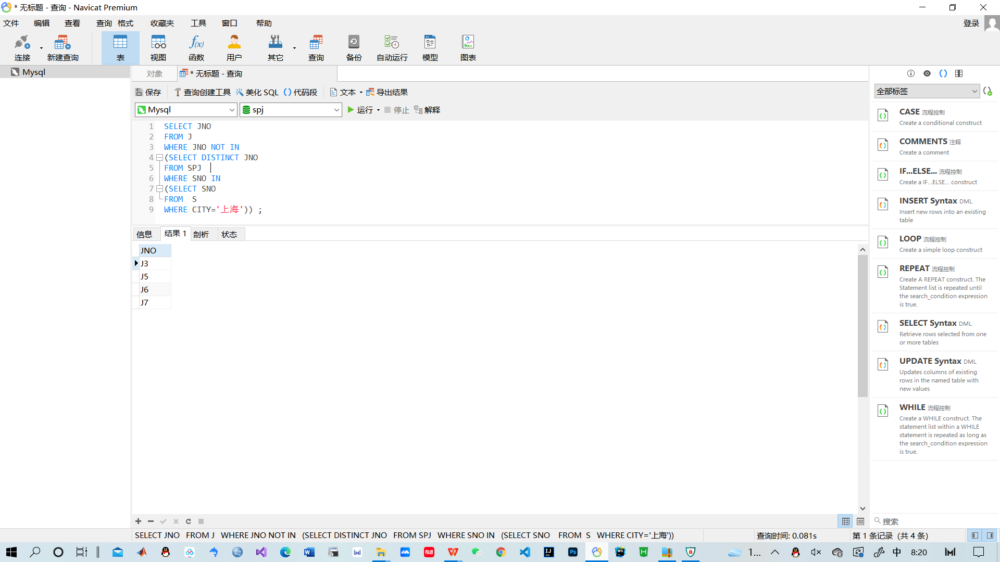 * 无标题 - 查询 - Navicat Premium
文件 编辑 查看 查询 格式 收藏夹 工具 窗口 帮助 登录
连接 新建查询 表 视图 函数 用户 其它 查询 备份 自动运行 模型 图表
Mysql
对象 * 无标题 - 查询
保存 查询创建工具 美化 SQL 代码段 文本 导出结果
Mysql spj 运行 停止 解释
1 SELECT JNO
2 FROM J
3 WHERE JNO NOT IN
4 (SELECT DISTINCT JNO
5 FROM SPJ
6 WHERE SNO IN
7 (SELECT SNO
8 FROM  S
9 WHERE CITY='上海')) ;
信息 结果 1 剖析 状态
JNO
J3
J5
J6
J7
全部标签
CASE 流程控制
Create a conditional construct
COMMENTS 注释
Create a comment
IF...ELSE... 流程控制
Create a IF...ELSE... construct
INSERT Syntax DML
Insert new rows into an existing
table
LOOP 流程控制
Create a simple loop construct
REPEAT 流程控制
Create A REPEAT construct. The
Statement list is repeated until
the search_condition expression
is true.
SELECT Syntax DML
Retrieve rows selected from one
or more tables
UPDATE Syntax DML
Updates columns of existing
rows in the named table with
new values
WHILE 流程控制
Create a WHILE construct. The
statement list within a WHILE
statement is repeated as long as
the search_condition expression
is true.
搜索
SELECT JNO FROM J WHERE JNO NOT IN (SELECT DISTINCT JNO FROM SPJ WHERE SNO IN (SELECT SNO FROM S WHERE CITY='上海')) 查询时间: 0.081s 第 1 条记录 (共 4 条)
1... 中 8:20